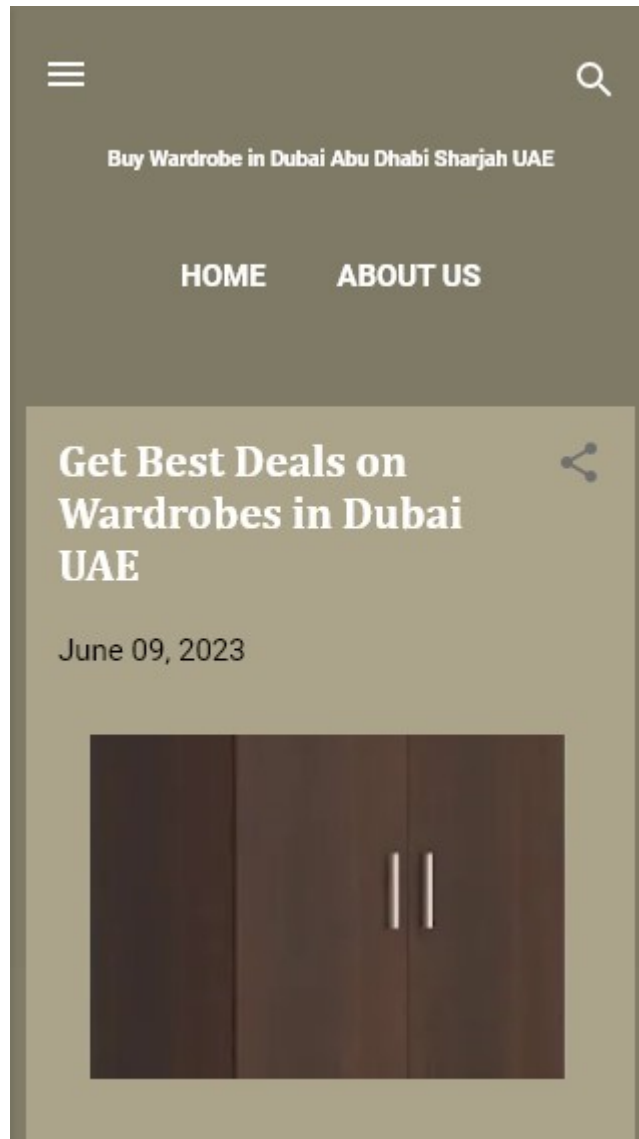 Buy Wardrobe in Dubai Abu Dhabi Sharjah UAE
HOME ABOUT US
Get Best Deals on
Wardrobes in Dubai
UAE
June 09, 2023